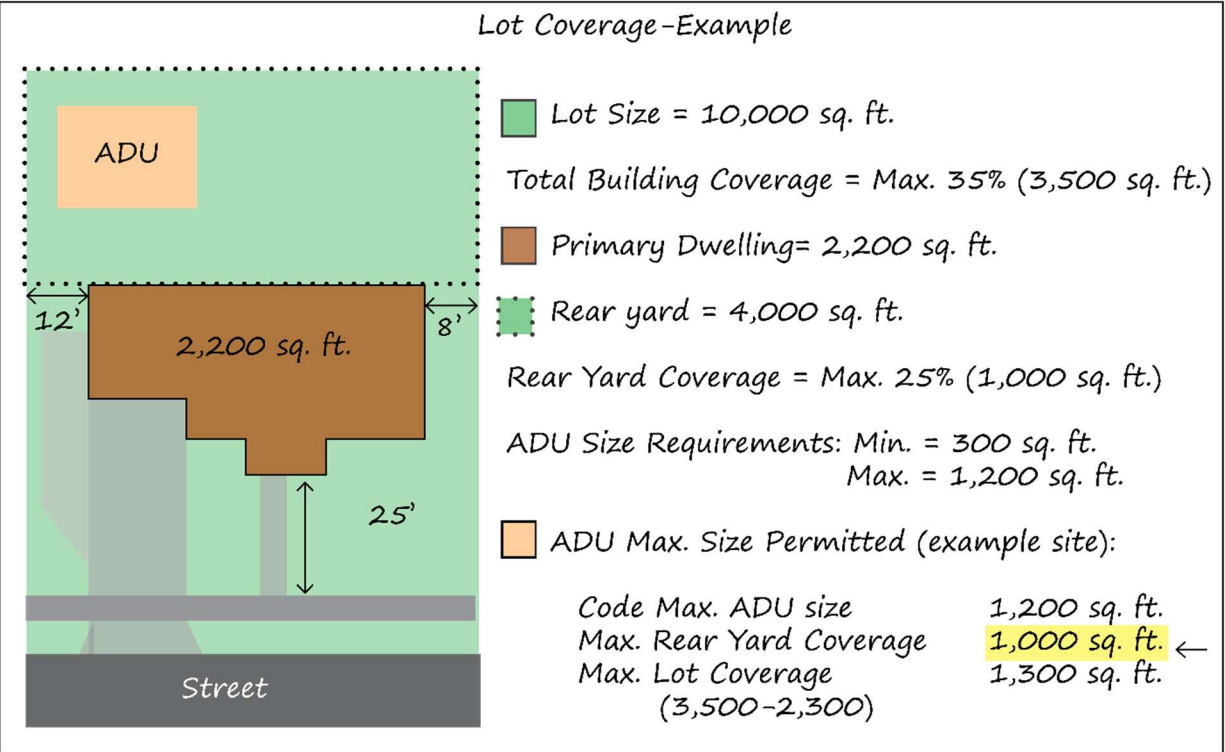 Lot Coverage-Example
ADU
12'
8'
2,200 sq. ft.
25'
Street
Lot Size = 10,000 sq. ft.
Total Building Coverage = Max. 35% (3,500 sq. ft.)
Primary Dwelling= 2,200 sq. ft.
Rear yard = 4,000 sq. ft.
Rear Yard Coverage = Max. 25% (1,000 sq. ft.)
ADU Size Requirements: Min. = 300 sq. ft.
Max. = 1,200 sq. ft.
ADU Max. Size Permitted (example site):
Code Max. ADU size 1,200 sq. ft.
Max. Rear Yard Coverage 1,000 sq. ft. ←
Max. Lot Coverage 1,300 sq. ft.
(3,500-2,300)